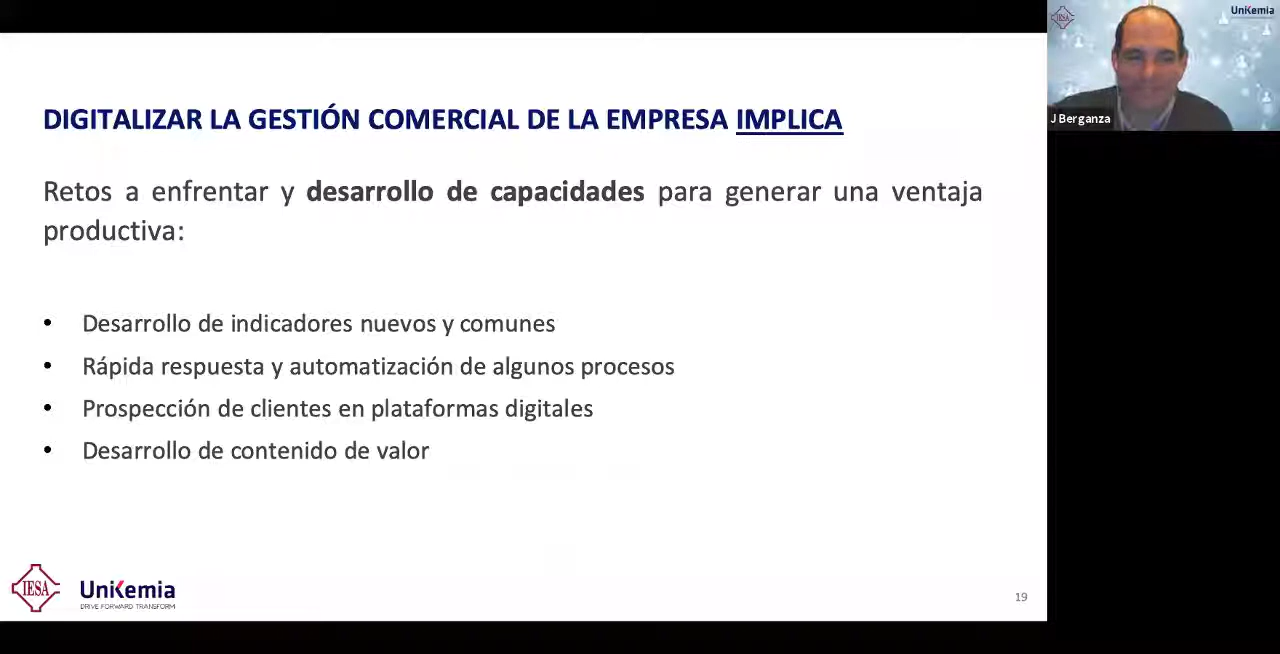 DIGITALIZAR LA GESTIÓN COMERCIAL DE LA EMPRESA IMPLICA
Retos a enfrentar y desarrollo de capacidades para generar una ventaja
productiva:
• Desarrollo de indicadores nuevos y comunes
• Rápida respuesta y automatización de algunos procesos
• Prospección de clientes en plataformas digitales
• Desarrollo de contenido de valor
IESA
UniKemia
DRIVE FORWARD TRANSFORM
19
IESA
UniKemia
J Berganza